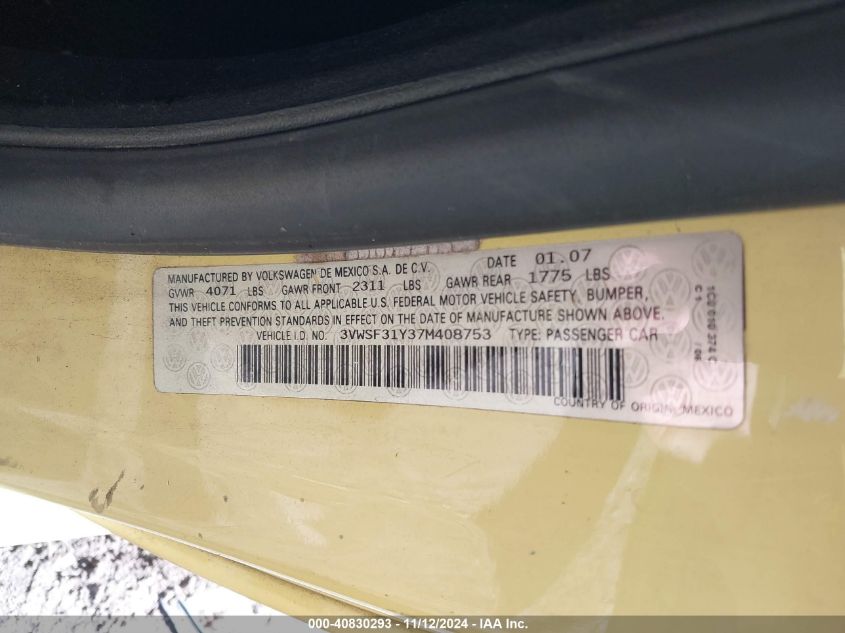 MANUFACTURED BY VOLKSWAGEN DE MEXICO S.A. DE C.V. DATE 01.07
GVWR 4071 LBS GAWR FRONT 2311 LBS GAWR REAR 1775 LBS
THIS VEHICLE CONFORMS TO ALL APPLICABLE U.S. FEDERAL MOTOR VEHICLE SAFETY, BUMPER,
AND THEFT PREVENTION STANDARDS IN EFFECT ON THE DATE OF MANUFACTURE SHOWN ABOVE.
VEHICLE I.D. NO. 3VWSF31Y37M408753 TYPE: PASSENGER CAR
COUNTRY OF ORIGIN: MEXICO
1C0 010 374 C
000-40830293 - 11/12/2024 - IAA Inc.